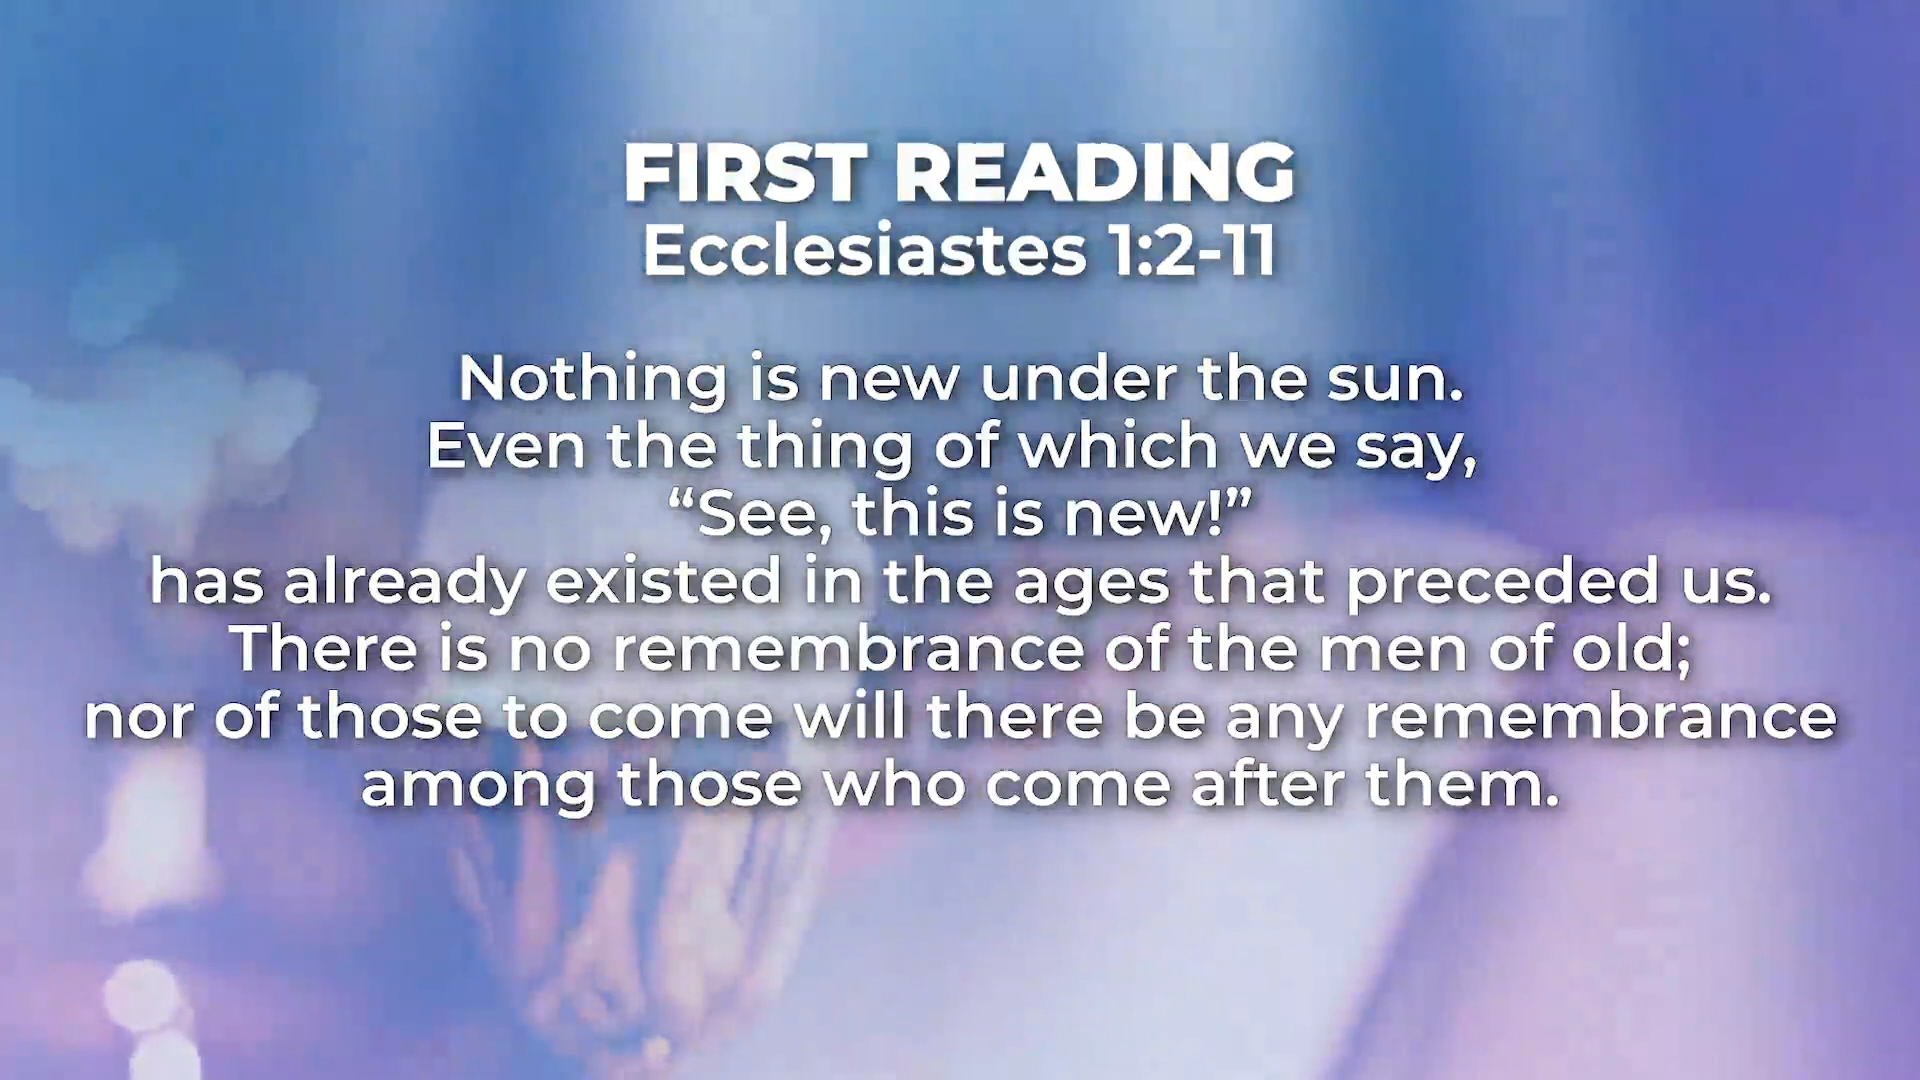 FIRST READING
Ecclesiastes 1:2-11
Nothing is new under the sun.
Even the thing of which we say,
“See, this is new!”
has already existed in the ages that preceded us.
There is no remembrance of the men of old;
nor of those to come will there be any remembrance
among those who come after them.